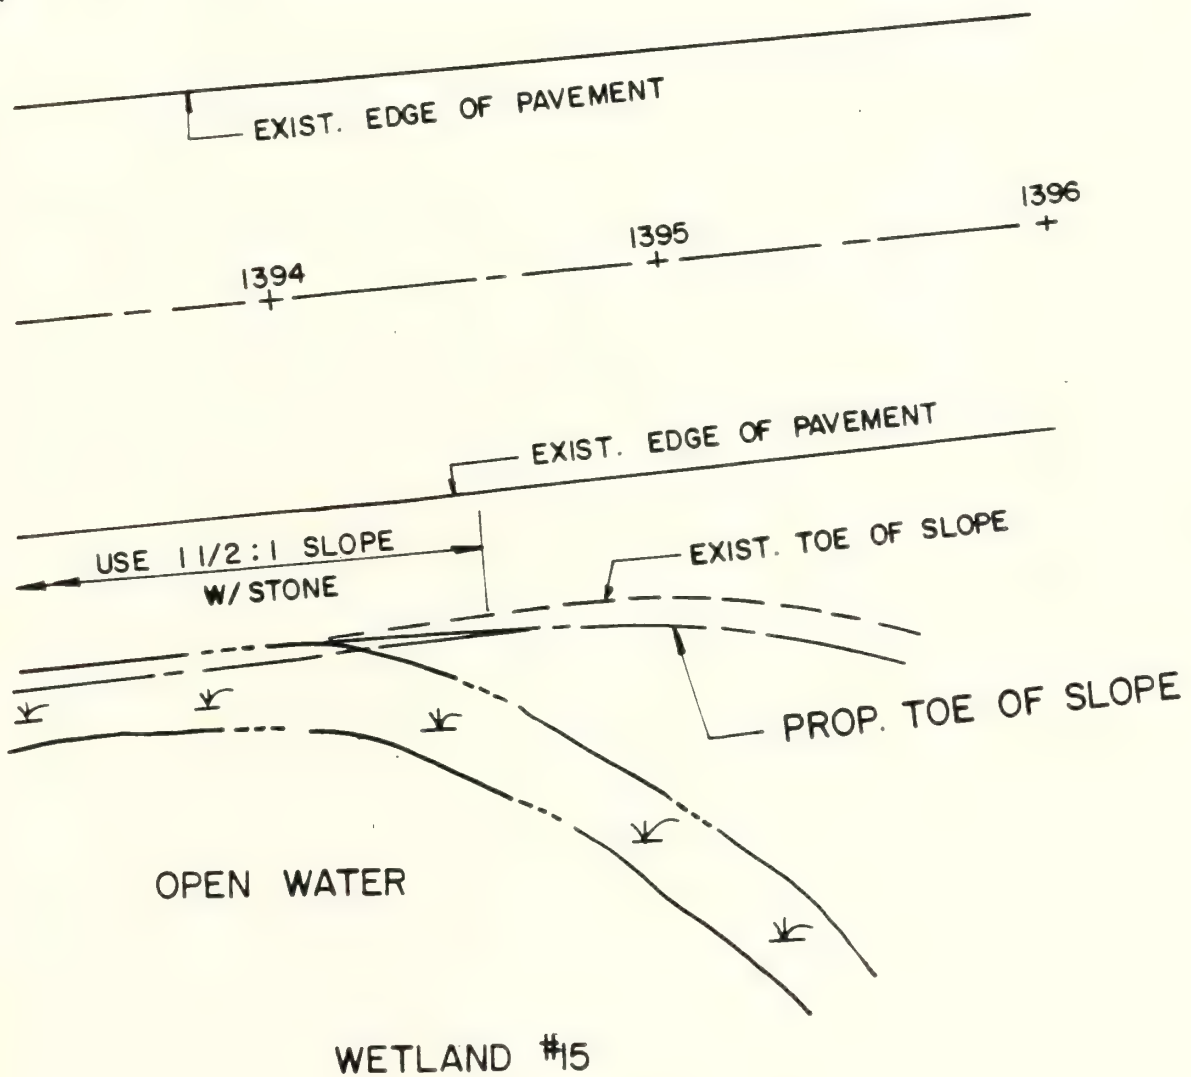 EXIST. EDGE OF PAVEMENT
1396
1395
1394
EXIST. EDGE OF PAVEMENT
EXIST. TOE OF SLOPE
USE 1 1/2 : 1 SLOPE
W/ STONE
PROP. TOE OF SLOPE
OPEN WATER
WETLAND #15